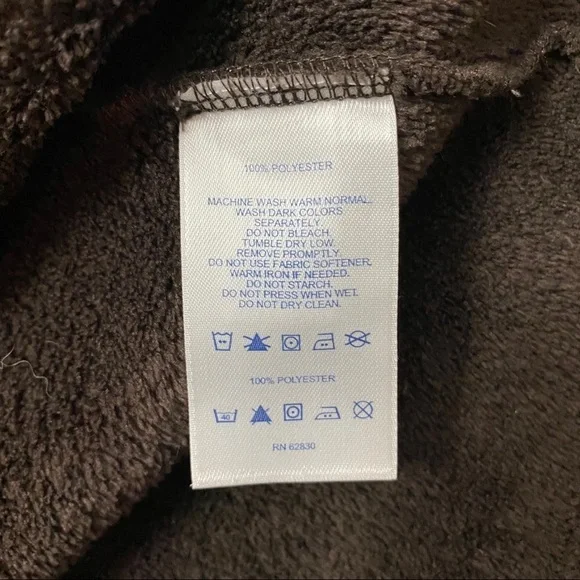 100% POLYESTER
MACHINE WASH WARM NORMAL.
WASH DARK COLORS
SEPARATELY.
DO NOT BLEACH.
TUMBLE DRY LOW.
REMOVE PROMPTLY.
DO NOT USE FABRIC SOFTENER.
WARM IRON IF NEEDED.
DO NOT STARCH.
DO NOT PRESS WHEN WET.
DO NOT DRY CLEAN.
100% POLYESTER
40
RN 62830